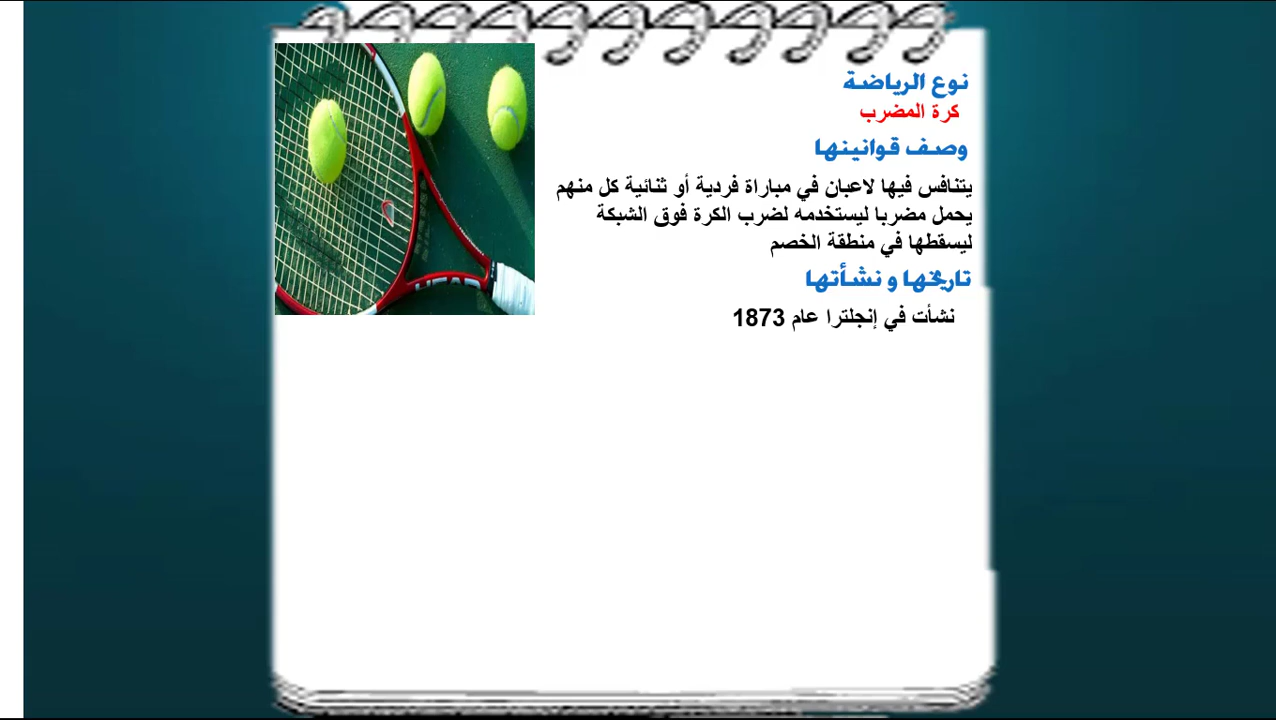 نوع الرياضة
كرة المضرب
وصف قوانينها
يتنافس فيها لاعبان في مباراة فردية أو ثنائية كل منهم
يحمل مضربا ليستخدمه لضرب الكرة فوق الشبكة
ليسقطها في منطقة الخصم
تاريخها و نشأتها
نشأت في إنجلترا عام 1873
HEAD